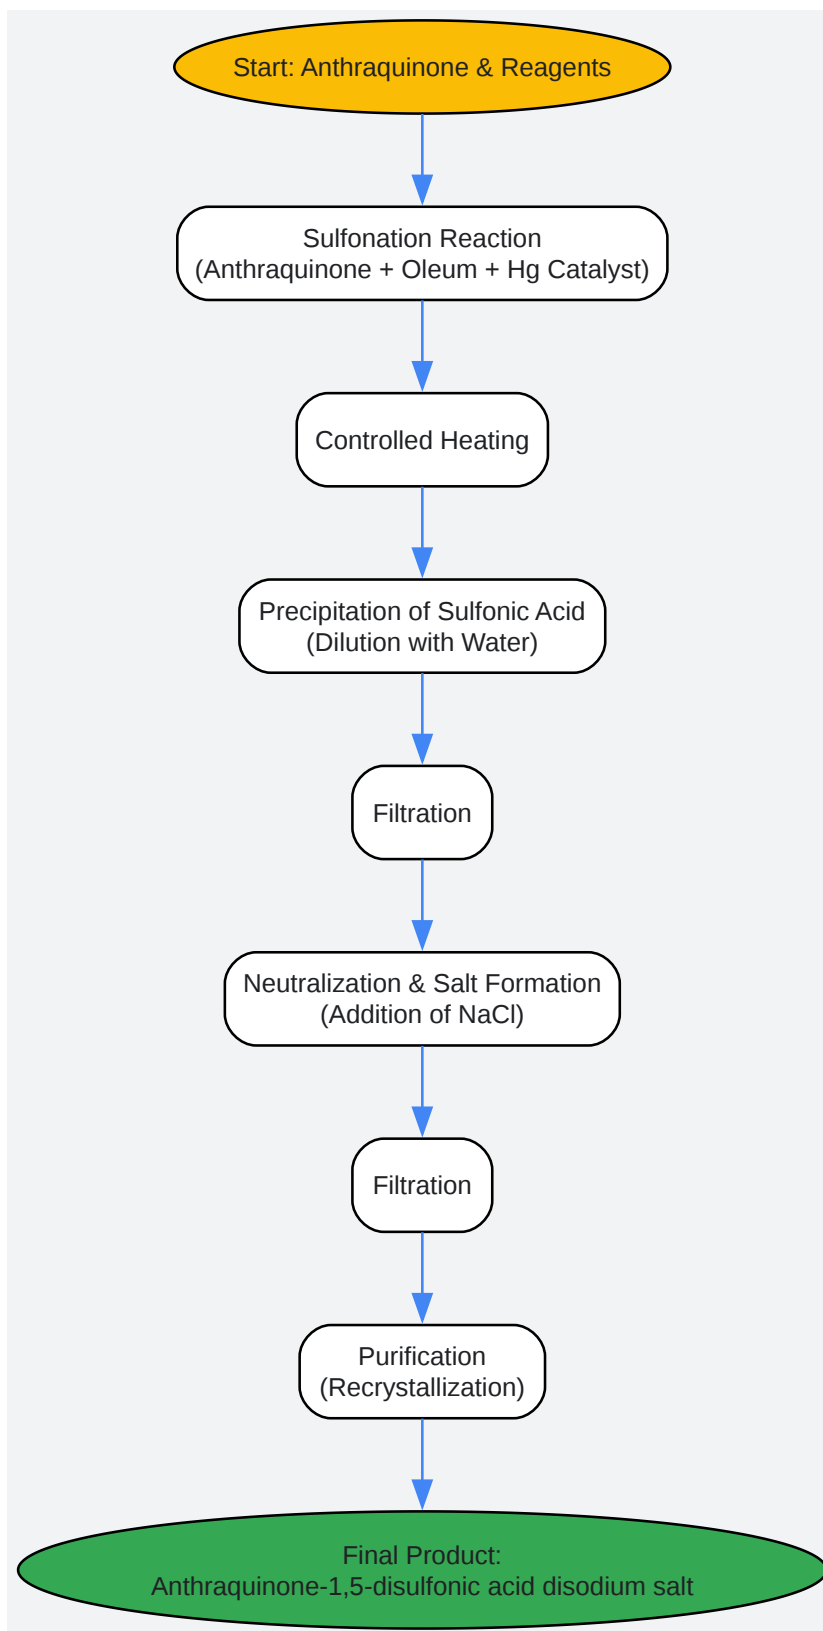 Start: Anthraquinone & Reagents
Sulfonation Reaction
(Anthraquinone + Oleum + Hg Catalyst)
Controlled Heating
Precipitation of Sulfonic Acid
(Dilution with Water)
Filtration
Neutralization & Salt Formation
(Addition of NaCl)
Filtration
Purification
(Recrystallization)
Final Product:
Anthraquinone-1,5-disulfonic acid disodium salt